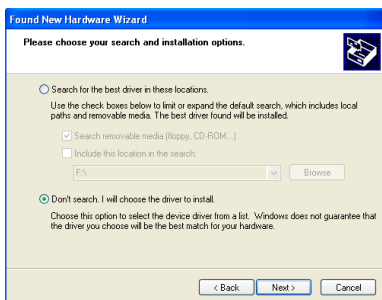 Found New Hardware Wizard
Please choose your search and installation options.
Search for the best driver in these locations.
Use the check boxes below to limit or expand the default search, which includes local
paths and removable media. The best driver found will be installed.
Search removable media (floppy, CD-ROM...)
Include this location in the search:
F:\
Browse
Don't search. I will choose the driver to install.
Choose this option to select the device driver from a list. Windows does not guarantee that
the driver you choose will be the best match for your hardware.
< Back
Next >
Cancel